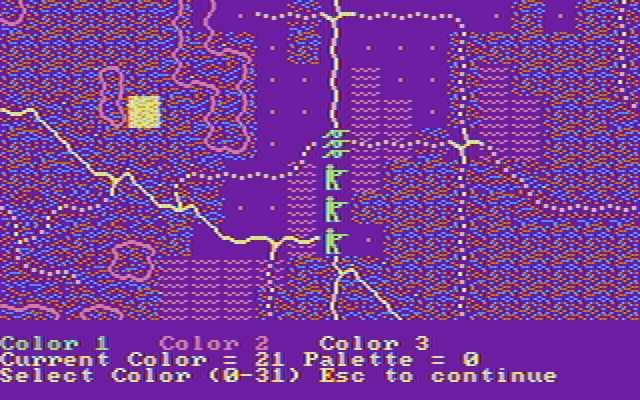 Color 1 Color 2 Color 3
Current Color = 21 Palette = 0
Select Color (0-31) Esc to continue